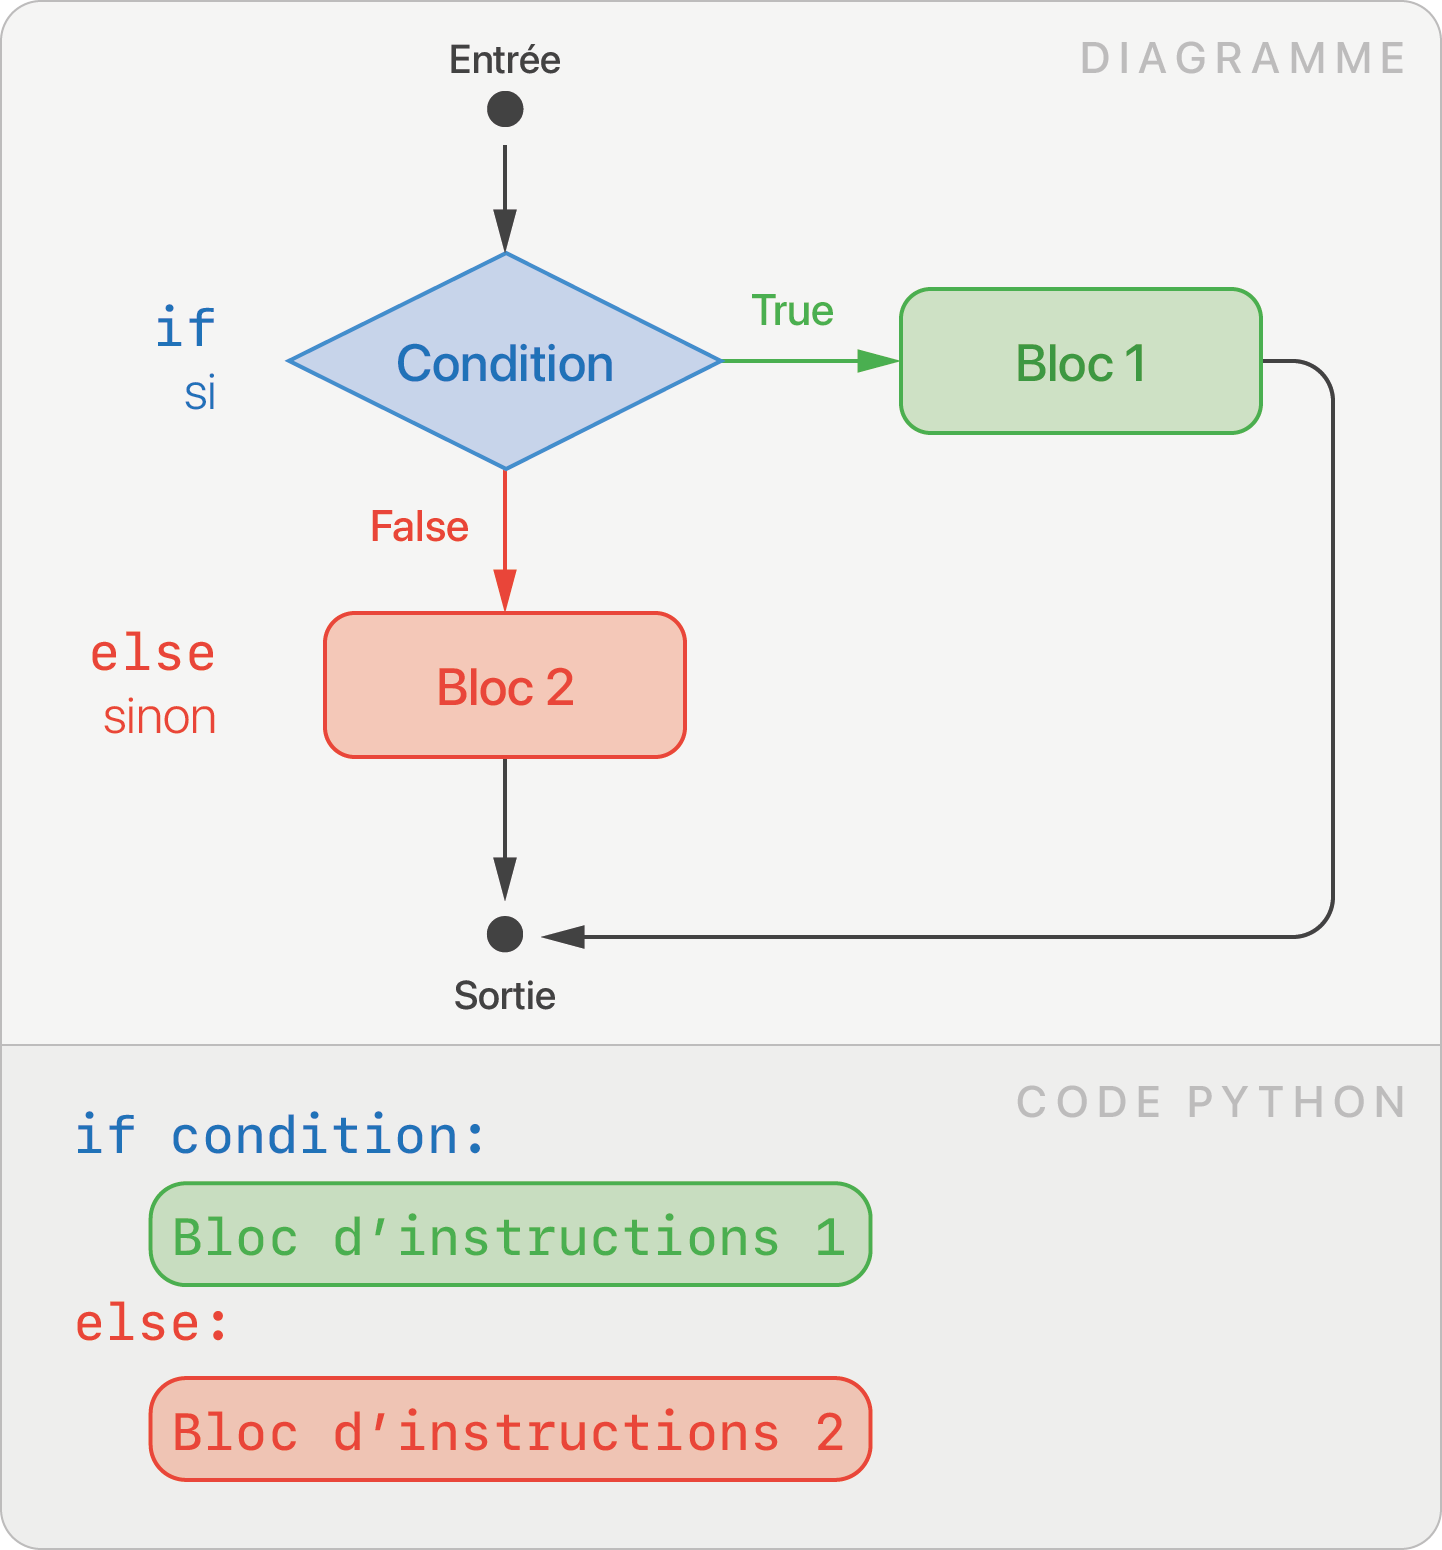 DIAGRAMME
Entrée
if
si
Condition
True
Bloc 1
False
else
sinon
Bloc 2
Sortie
CODE PYTHON
if condition:
Bloc d’instructions 1
else:
Bloc d’instructions 2